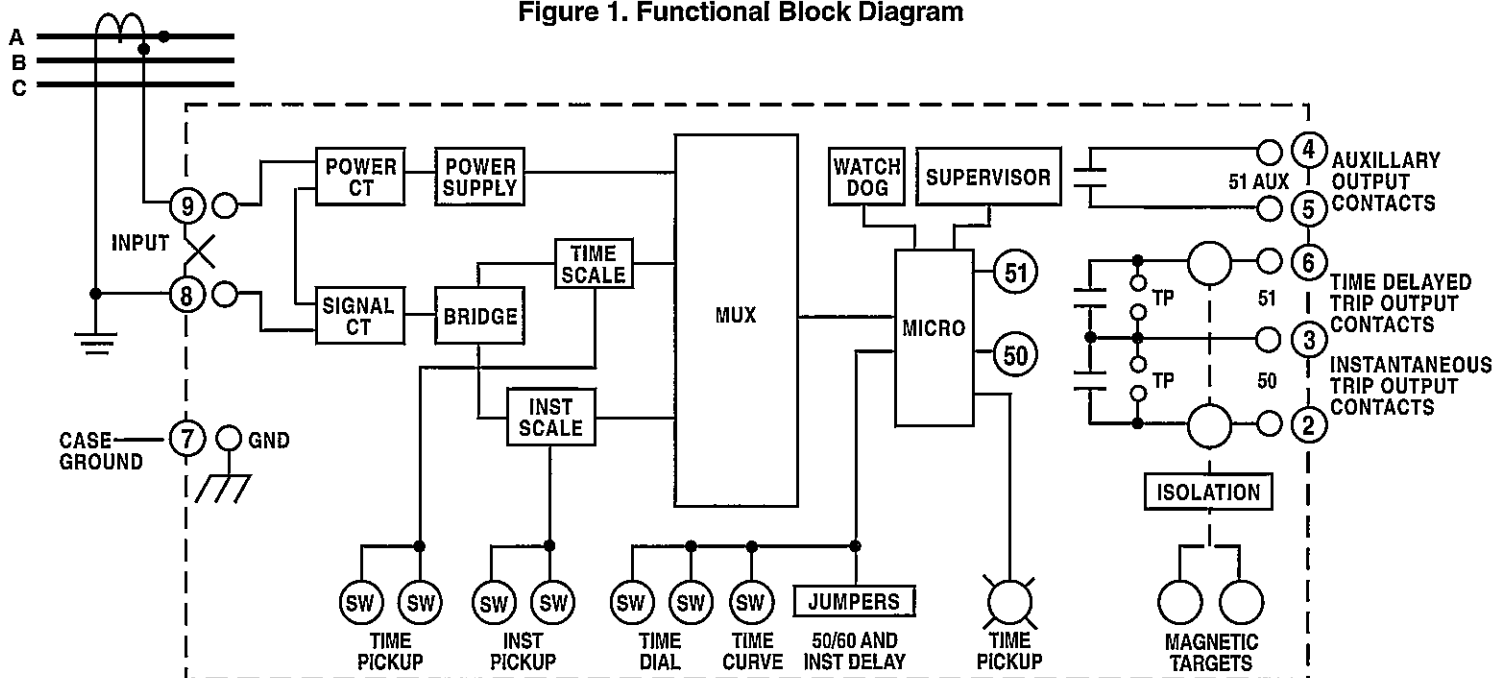 Figure 1. Functional Block Diagram
A
B
C
POWER
CT
POWER
SUPPLY
WATCH
DOG
SUPERVISOR
4
AUXILLARY
OUTPUT
CONTACTS
51 AUX
5
9
INPUT
8
TIME
SCALE
SIGNAL
CT
BRIDGE
MUX
MICRO
51
50
6
TP
51
TIME DELAYED
TRIP OUTPUT
CONTACTS
3
TP
50
INSTANTANEOUS
TRIP OUTPUT
CONTACTS
2
INST
SCALE
CASE
GROUND
7
GND
ISOLATION
SW
SW
SW
SW
SW
SW
SW
JUMPERS
TIME
PICKUP
INST
PICKUP
TIME
DIAL
TIME
CURVE
50/60 AND
INST DELAY
TIME
PICKUP
MAGNETIC
TARGETS